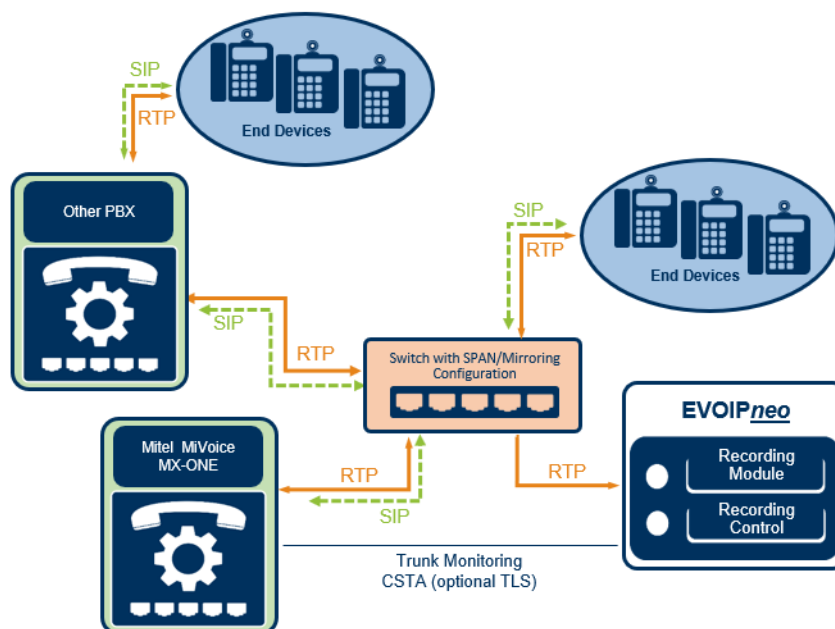 SIP
RTP
End Devices
Other PBX
SIP
RTP
SIP
RTP
End Devices
Switch with SPAN/Mirroring
Configuration
Mitel MiVoice
MX-ONE
RTP
SIP
RTP
EVOIPneo
Recording
Module
Recording
Control
Trunk Monitoring
CSTA (optional TLS)